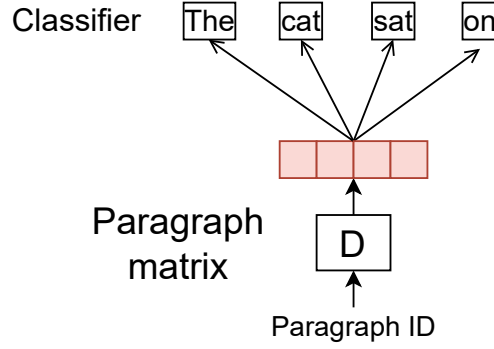 Classifier The cat sat on
Paragraph
matrix
D
Paragraph ID